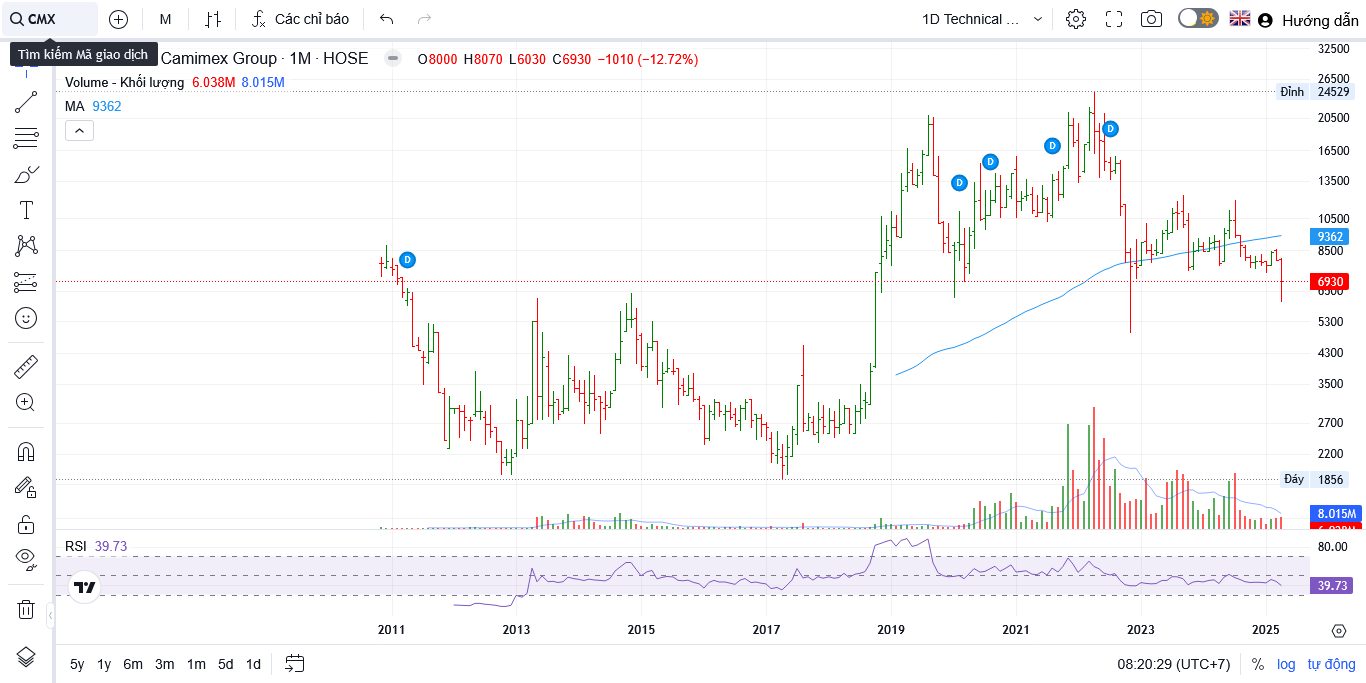 CMX
M
Các chỉ báo
1D Technical ...
Hướng dẫn
Tìm kiếm Mã giao dịch
Camimex Group · 1M · HOSE
O8000 H8070 L6030 C6930 −1010 (−12.72%)
Volume - Khối lượng 6.038M 8.015M
MA 9362
32500
26500
Đỉnh 24529
20500
16500
13500
10500
9362
8500
6930
6500
5300
4300
3500
2700
2200
Đáy 1856
8.015M
D
D
D
D
D
RSI 39.73
80.00
39.73
2011 2013 2015 2017 2019 2021 2023 2025
5y 1y 6m 3m 1m 5d 1d
08:20:29 (UTC+7) % log tự động